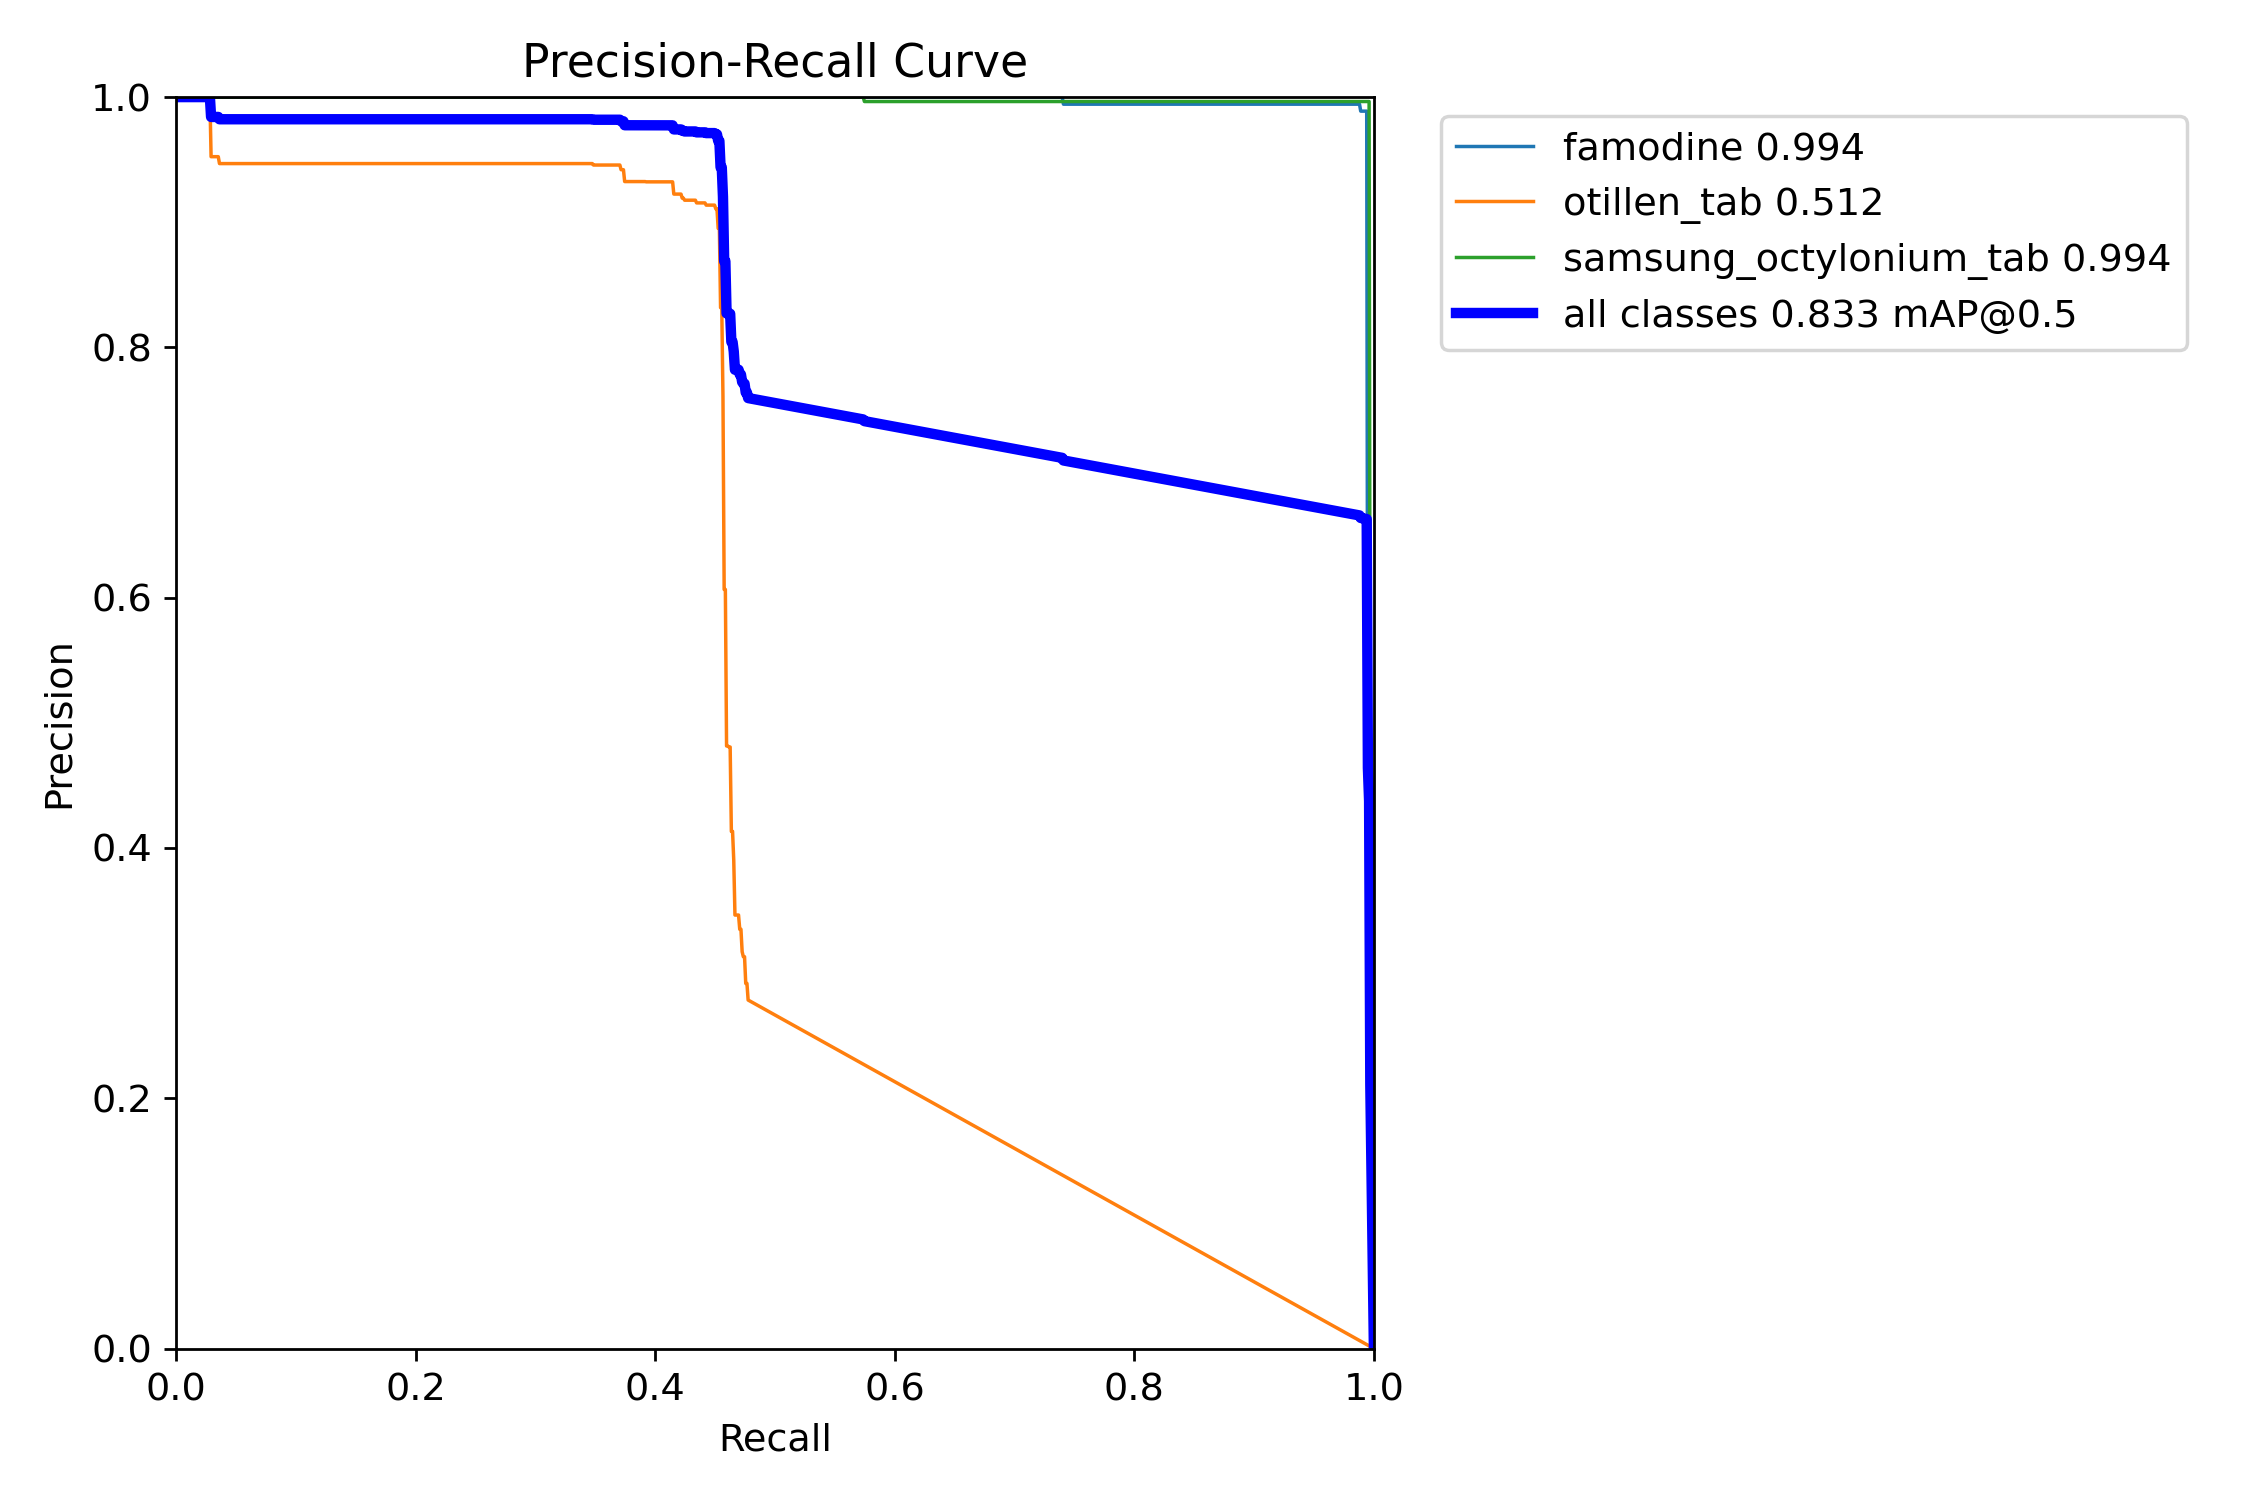 Precision-Recall Curve
1.0
0.8
0.6
0.4
0.2
0.0
Precision
0.0 0.2 0.4 0.6 0.8 1.0
Recall
famodine 0.994
otillen_tab 0.512
samsung_octylonium_tab 0.994
all classes 0.833 mAP@0.5